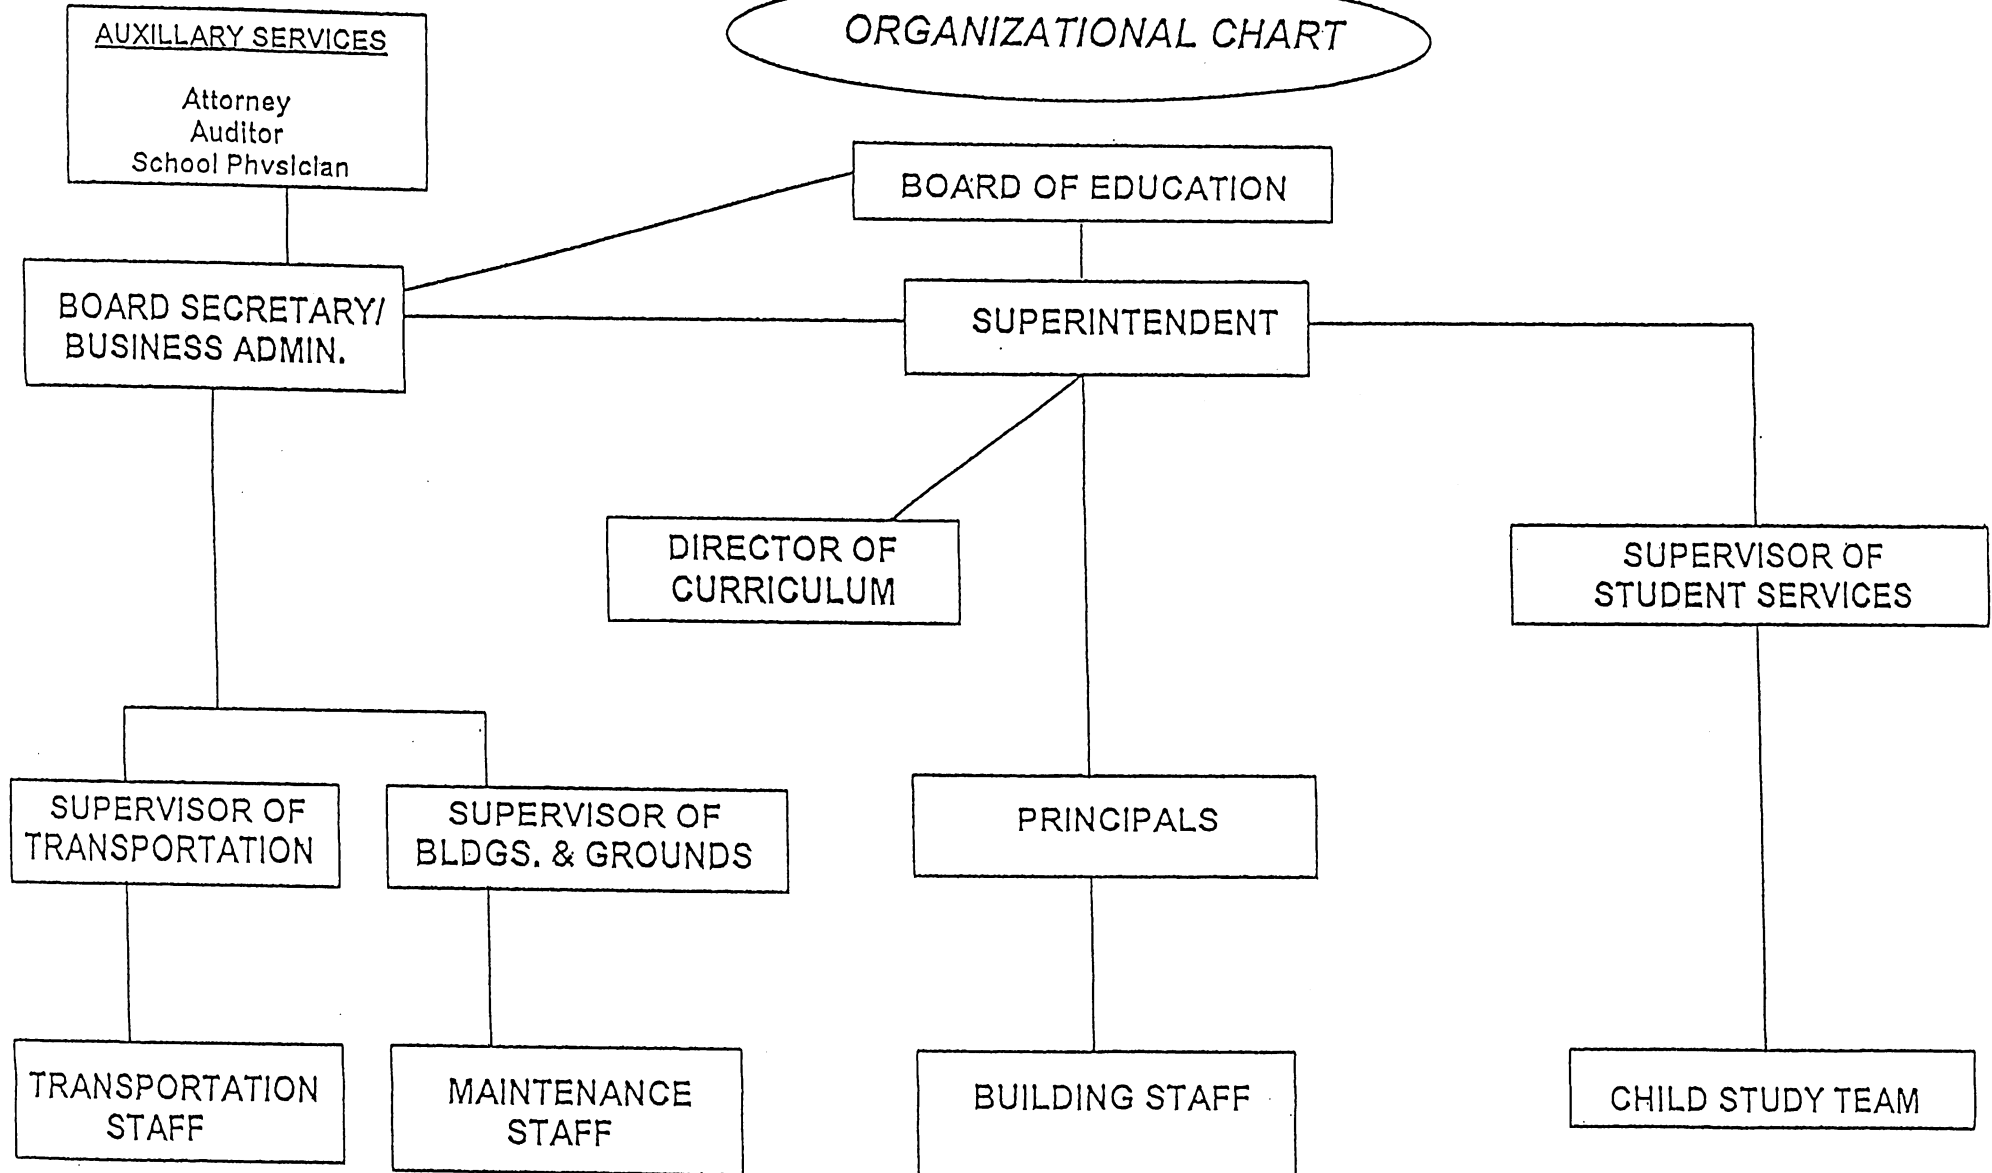 AUXILLARY SERVICES
Attorney
Auditor
School Physician
ORGANIZATIONAL CHART
BOARD OF EDUCATION
BOARD SECRETARY/
BUSINESS ADMIN.
SUPERINTENDENT
DIRECTOR OF
CURRICULUM
SUPERVISOR OF
STUDENT SERVICES
SUPERVISOR OF
TRANSPORTATION
SUPERVISOR OF
BLDGS. & GROUNDS
PRINCIPALS
TRANSPORTATION
STAFF
MAINTENANCE
STAFF
BUILDING STAFF
CHILD STUDY TEAM